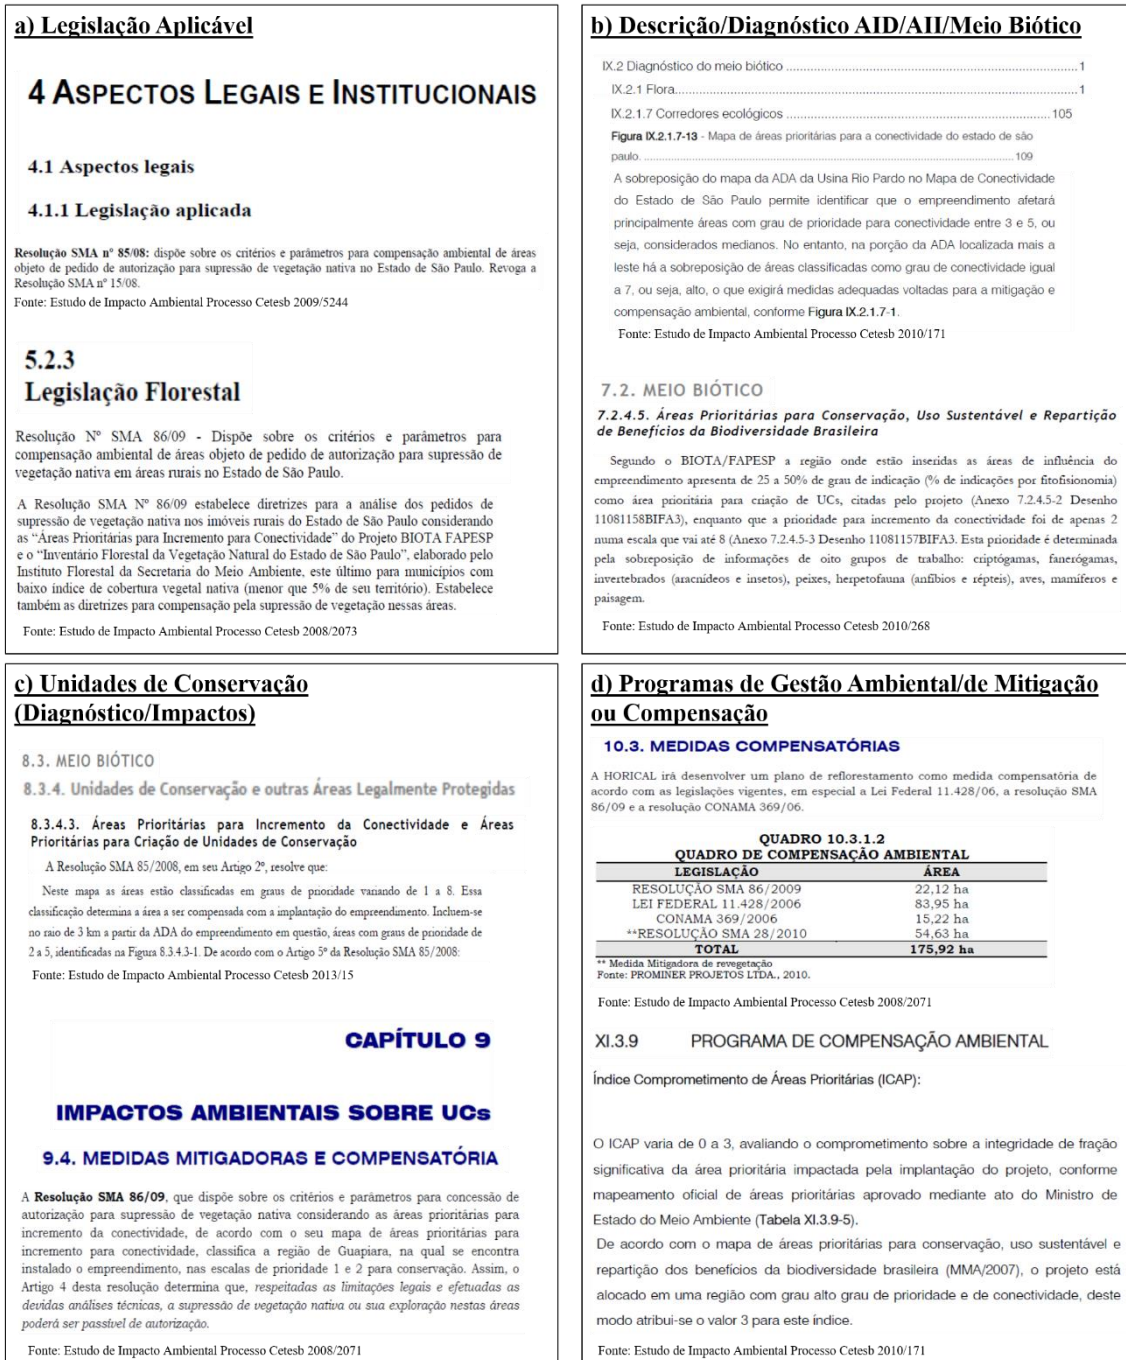 a) Legislação Aplicável
4 ASPECTOS LEGAIS E INSTITUCIONAIS
4.1 Aspectos legais
4.1.1 Legislação aplicada
Resolução SMA nº 85/08: dispõe sobre os critérios e parâmetros para compensação ambiental de áreas
objeto de pedido de autorização para supressão de vegetação nativa no Estado de São Paulo. Revoga a
Resolução SMA nº 15/08.
Fonte: Estudo de Impacto Ambiental Processo Cetesb 2009/5244
5.2.3
Legislação Florestal
Resolução Nº SMA 86/09 - Dispõe sobre os critérios e parâmetros para
compensação ambiental de áreas objeto de pedido de autorização para supressão de
vegetação nativa em áreas rurais no Estado de São Paulo.
A Resolução SMA Nº 86/09 estabelece diretrizes para a análise dos pedidos de
supressão de vegetação nativa nos imóveis rurais do Estado de São Paulo considerando
as “Áreas Prioritárias para Incremento para Conectividade” do Projeto BIOTA FAPESP
e o “Inventário Florestal da Vegetação Natural do Estado de São Paulo”, elaborado pelo
Instituto Florestal da Secretaria do Meio Ambiente, este último para municípios com
baixo índice de cobertura vegetal nativa (menor que 5% de seu território). Estabelece
também as diretrizes para compensação pela supressão de vegetação nessas áreas.
Fonte: Estudo de Impacto Ambiental Processo Cetesb 2008/2073
b) Descrição/Diagnóstico AID/AII/Meio Biótico
IX.2 Diagnóstico do meio biótico ........ 1
IX.2.1 Flora ........ 1
IX.2.1.7 Corredores ecológicos ........ 105
Figura IX.2.1.7-13 - Mapa de áreas prioritárias para a conectividade do estado de são
paulo. ........ 109
A sobreposição do mapa da ADA da Usina Rio Pardo no Mapa de Conectividade
do Estado de São Paulo permite identificar que o empreendimento afetará
principalmente áreas com grau de prioridade para conectividade entre 3 e 5, ou
seja, considerados medianos. No entanto, na porção da ADA localizada mais a
leste há a sobreposição de áreas classificadas como grau de conectividade igual
a 7, ou seja, alto, o que exigirá medidas adequadas voltadas para a mitigação e
compensação ambiental, conforme Figura IX.2.1.7-1.
Fonte: Estudo de Impacto Ambiental Processo Cetesb 2010/171
7.2. MEIO BIÓTICO
7.2.4.5. Áreas Prioritárias para Conservação, Uso Sustentável e Repartição
de Benefícios da Biodiversidade Brasileira
Segundo o BIOTA/FAPESP a região onde estão inseridas as áreas de influência do
empreendimento apresenta de 25 a 50% de grau de indicação (% de indicações por fitofisionomia)
como área prioritária para criação de UCs, citadas pelo projeto (Anexo 7.2.4.5-2 Desenho
11081158BIFA3), enquanto que a prioridade para incremento da conectividade foi de apenas 2
numa escala que vai até 8 (Anexo 7.2.4.5-3 Desenho 11081157BIFA3. Esta prioridade é determinada
pela sobreposição de informações de oito grupos de trabalho: criptógamas, fanerógamas,
invertebrados (aracnídeos e insetos), peixes, herpetofauna (anfíbios e répteis), aves, mamíferos e
paisagem.
Fonte: Estudo de Impacto Ambiental Processo Cetesb 2010/268
c) Unidades de Conservação
(Diagnóstico/Impactos)
8.3. MEIO BIÓTICO
8.3.4. Unidades de Conservação e outras Áreas Legalmente Protegidas
8.3.4.3. Áreas Prioritárias para Incremento da Conectividade e Áreas
Prioritárias para Criação de Unidades de Conservação
A Resolução SMA 85/2008, em seu Artigo 2º, resolve que:
Neste mapa as áreas estão classificadas em graus de prioridade variando de 1 a 8. Essa
classificação determina a área a ser compensada com a implantação do empreendimento. Incluem-se
no raio de 3 km a partir da ADA do empreendimento em questão, áreas com graus de prioridade de
2 a 5, identificadas na Figura 8.3.4.3-1. De acordo com o Artigo 5º da Resolução SMA 85/2008:
Fonte: Estudo de Impacto Ambiental Processo Cetesb 2013/15
CAPÍTULO 9
IMPACTOS AMBIENTAIS SOBRE UCs
9.4. MEDIDAS MITIGADORAS E COMPENSATÓRIA
A Resolução SMA 86/09, que dispõe sobre os critérios e parâmetros para concessão de
autorização para supressão de vegetação nativa considerando as áreas prioritárias para
incremento da conectividade, de acordo com o seu mapa de áreas prioritárias para
incremento para conectividade, classifica a região de Guapiara, na qual se encontra
instalado o empreendimento, nas escalas de prioridade 1 e 2 para conservação. Assim, o
Artigo 4 desta resolução determina que, respeitadas as limitações legais e efetuadas as
devidas análises técnicas, a supressão de vegetação nativa ou sua exploração nestas áreas
poderá ser passível de autorização.
Fonte: Estudo de Impacto Ambiental Processo Cetesb 2008/2071
d) Programas de Gestão Ambiental/de Mitigação
ou Compensação
10.3. MEDIDAS COMPENSATÓRIAS
A HORICAL irá desenvolver um plano de reflorestamento como medida compensatória de
acordo com as legislações vigentes, em especial a Lei Federal 11.428/06, a resolução SMA
86/09 e a resolução CONAMA 369/06.
QUADRO 10.3.1.2
QUADRO DE COMPENSAÇÃO AMBIENTAL
LEGISLAÇÃO ÁREA
RESOLUÇÃO SMA 86/2009 22,12 ha
LEI FEDERAL 11.428/2006 83,95 ha
CONAMA 369/2006 15,22 ha
**RESOLUÇÃO SMA 28/2010 54,63 ha
TOTAL 175,92 ha
** Medida Mitigadora de revegetação
Fonte: PROMINER PROJETOS LTDA., 2010.
Fonte: Estudo de Impacto Ambiental Processo Cetesb 2008/2071
XI.3.9 PROGRAMA DE COMPENSAÇÃO AMBIENTAL
Índice Comprometimento de Áreas Prioritárias (ICAP):
O ICAP varia de 0 a 3, avaliando o comprometimento sobre a integridade de fração
significativa da área prioritária impactada pela implantação do projeto, conforme
mapeamento oficial de áreas prioritárias aprovado mediante ato do Ministro de
Estado do Meio Ambiente (Tabela XI.3.9-5).
De acordo com o mapa de áreas prioritárias para conservação, uso sustentável e
repartição dos benefícios da biodiversidade brasileira (MMA/2007), o projeto está
alocado em uma região com grau alto grau de prioridade e de conectividade, deste
modo atribui-se o valor 3 para este índice.
Fonte: Estudo de Impacto Ambiental Processo Cetesb 2010/171